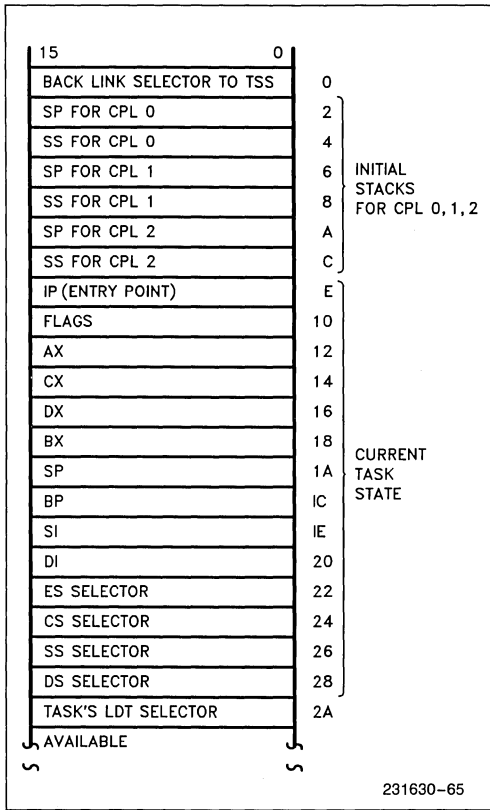 15 0
BACK LINK SELECTOR TO TSS 0
SP FOR CPL 0 2
SS FOR CPL 0 4
SP FOR CPL 1 6
SS FOR CPL 1 8
SP FOR CPL 2 A
SS FOR CPL 2 C
INITIAL
STACKS
FOR CPL 0, 1, 2
IP (ENTRY POINT) E
FLAGS 10
AX 12
CX 14
DX 16
BX 18
SP 1A
BP IC
SI IE
DI 20
ES SELECTOR 22
CS SELECTOR 24
SS SELECTOR 26
DS SELECTOR 28
CURRENT
TASK
STATE
TASK'S LDT SELECTOR 2A
AVAILABLE
231630-65